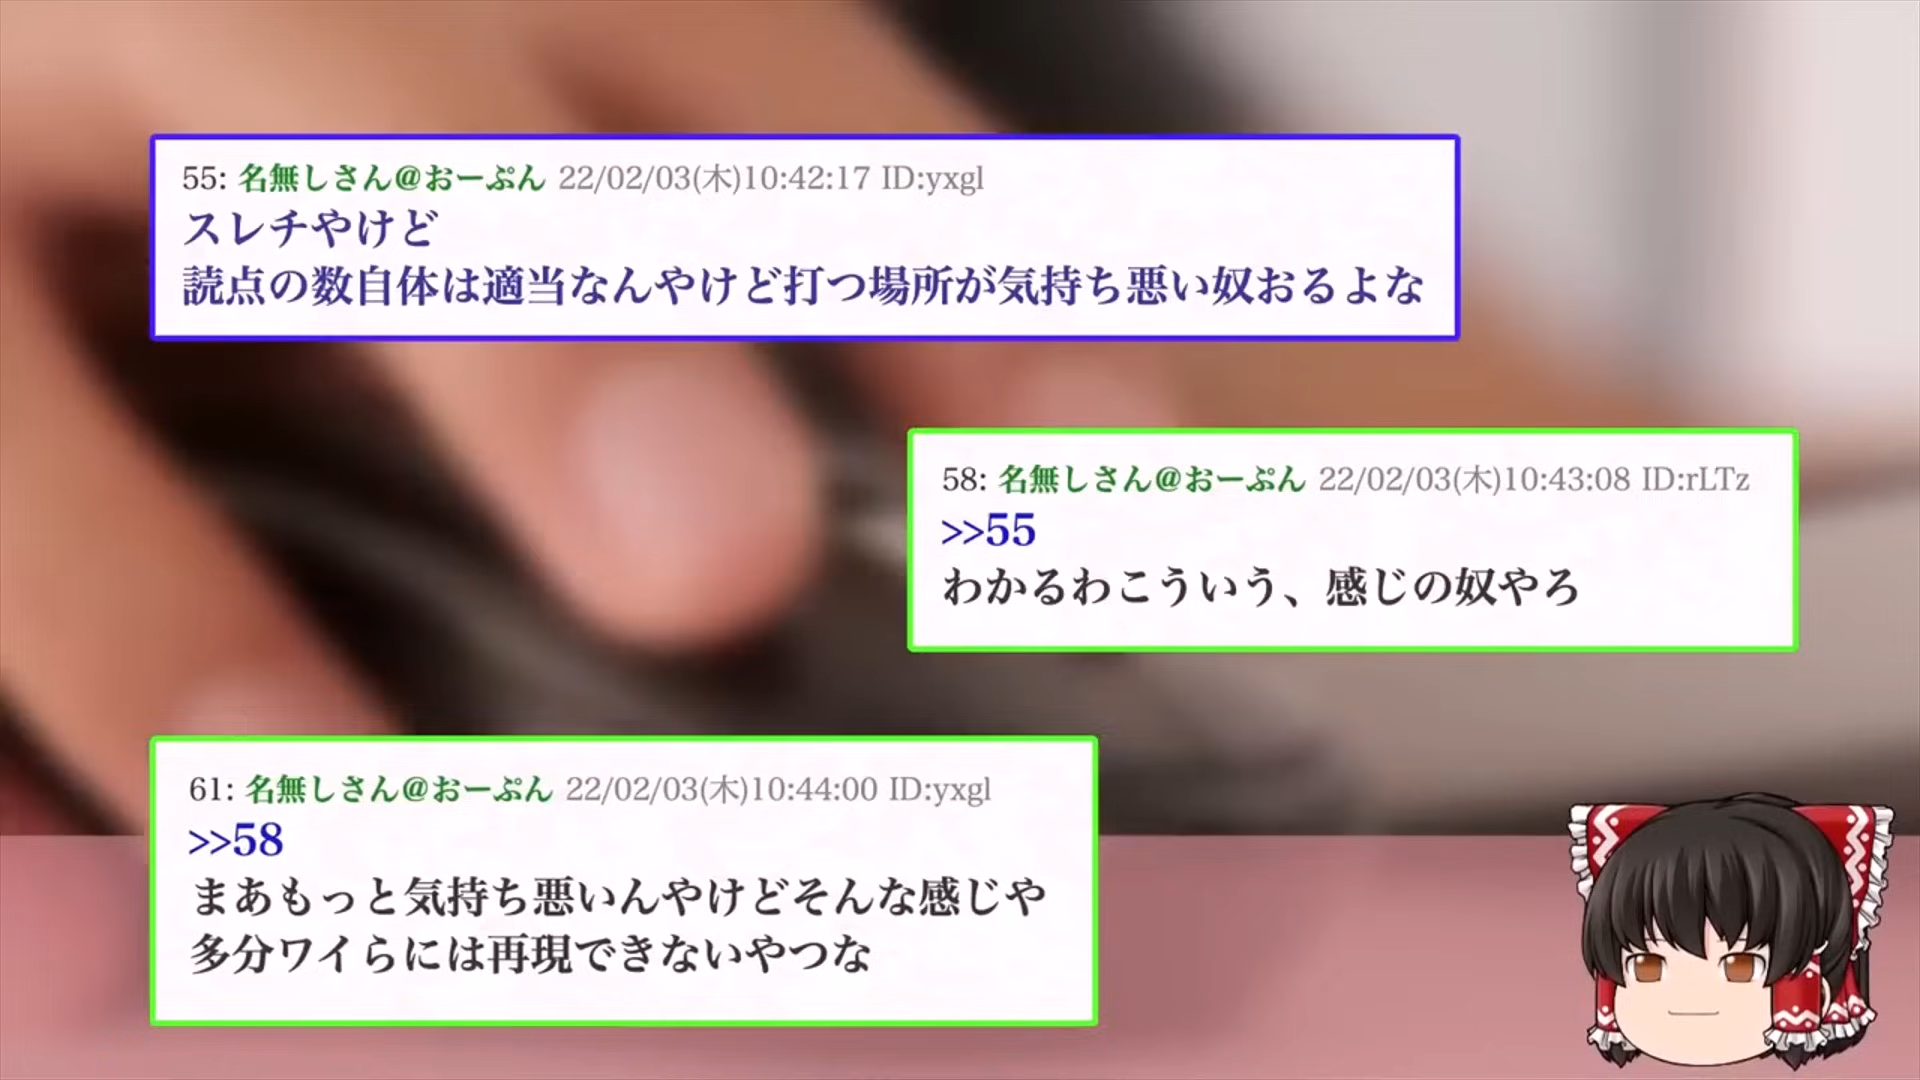 55: 名無しさん@おーぷん 22/02/03(木)10:42:17 ID:yxgl
スレチやけど
読点の数自体は適当なんやけど打つ場所が気持ち悪い奴おるよな
58: 名無しさん@おーぷん 22/02/03(木)10:43:08 ID:rLTz
>>55
わかるわこういう、感じの奴やろ
61: 名無しさん@おーぷん 22/02/03(木)10:44:00 ID:yxgl
>>58
まあもっと気持ち悪いんやけどそんな感じや
多分ワイらには再現できないやつな